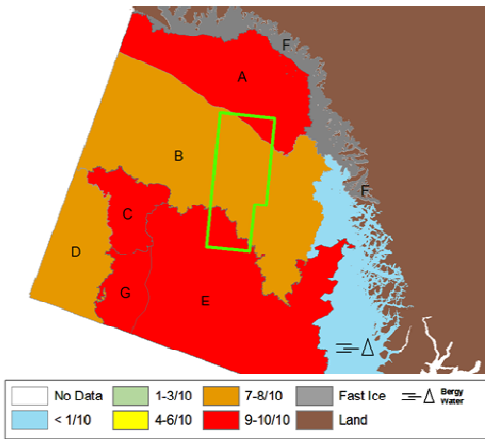 F
A
B
F
C
D
G
E
No Data
1-3/10
7-8/10
Fast Ice
Bergy Water
< 1/10
4-6/10
9-10/10
Land